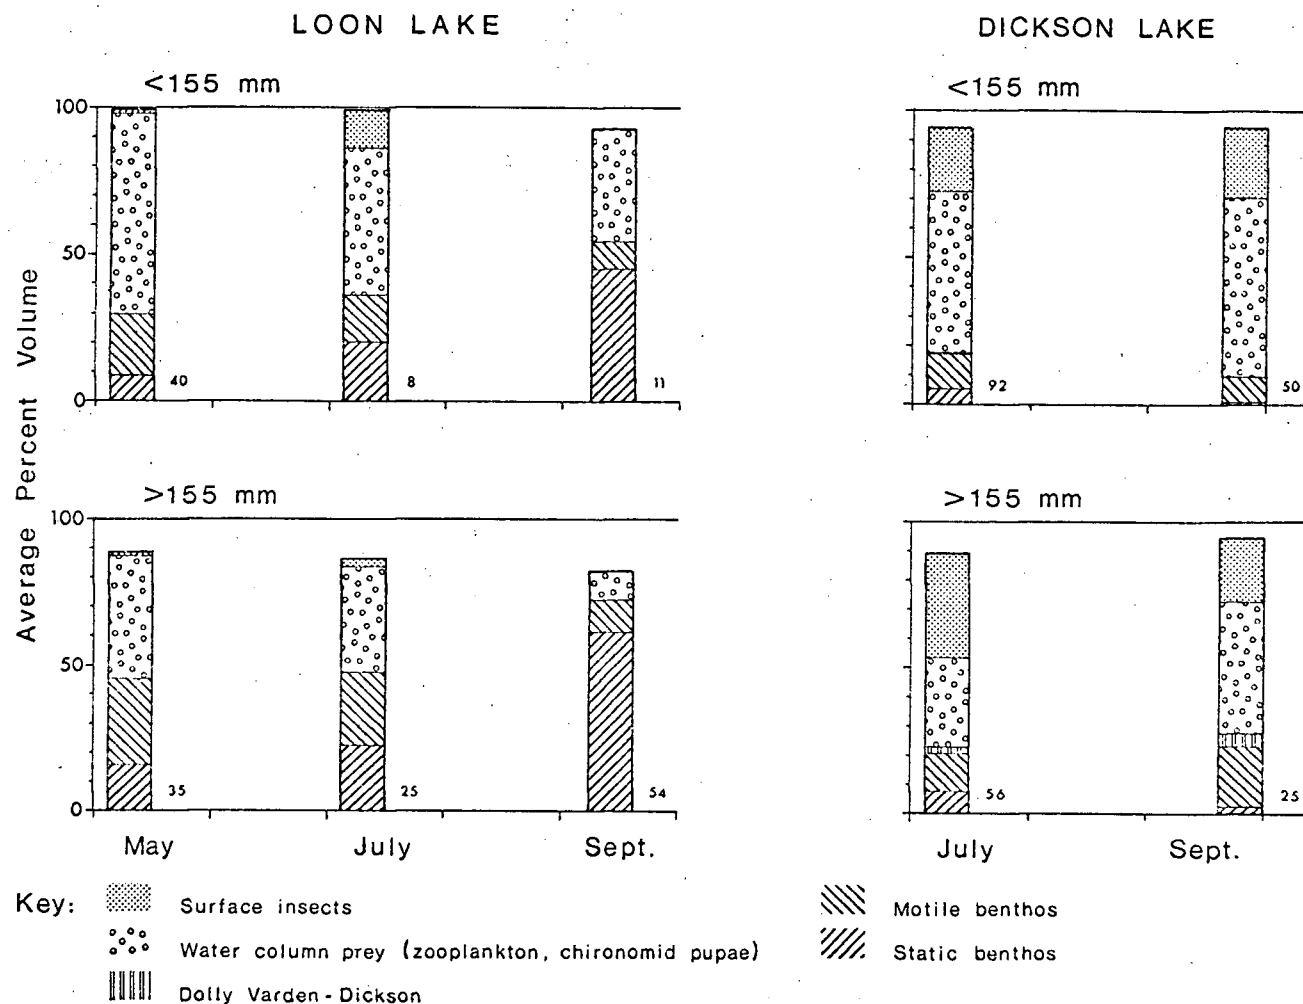 LOON LAKE
DICKSON LAKE
<155 mm
<155 mm
100
50
0
40
8
11
92
50
>155 mm
>155 mm
100
50
0
35
25
54
56
25
Average Percent Volume
May
July
Sept.
July
Sept.
Key:
Surface insects
Motile benthos
Water column prey (zooplankton, chironomid pupae)
Static benthos
Dolly Varden - Dickson